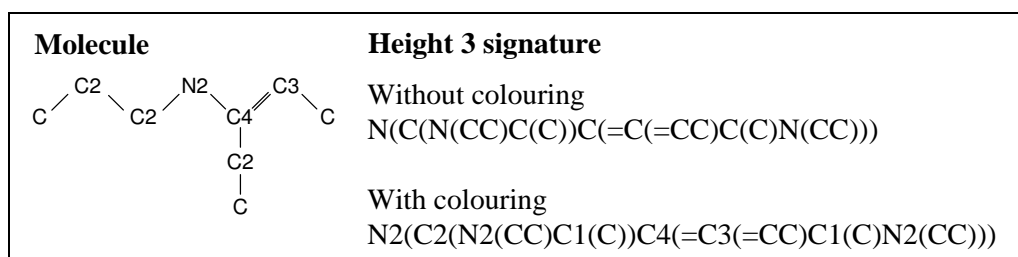 Molecule
Height 3 signature
C2 N2 C3
C C2 C4 C
C2
C
Without colouring
N(C(N(CC)C(C))C(=C(=CC)C(C)N(CC)))
With colouring
N2(C2(N2(CC)C1(C))C4(=C3(=CC)C1(C)N2(CC)))